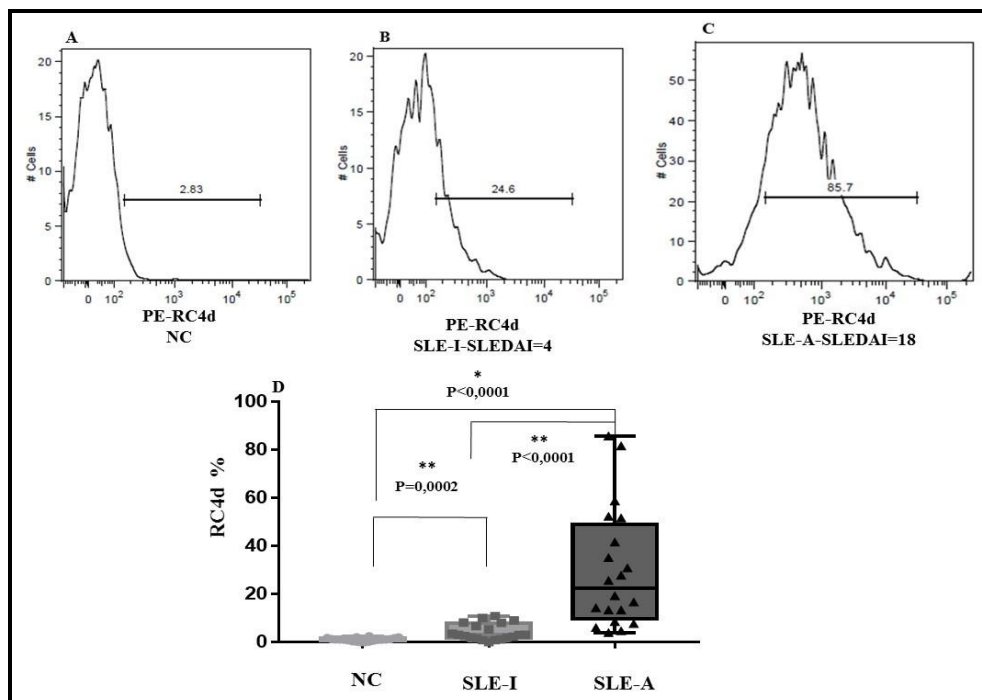 A
20
15
10
5
0
# Cells
2.83
0 10² 10³ 10⁴ 10⁵
PE-RC4d
NC
B
20
15
10
5
0
# Cells
24.6
0 10² 10³ 10⁴ 10⁵
PE-RC4d
SLE-I-SLEDAI=4
C
50
40
30
20
10
0
# Cells
85.7
0 10² 10³ 10⁴ 10⁵
PE-RC4d
SLE-A-SLEDAI=18
D
*
P<0,0001
**
P<0,0001
**
P=0,0002
100
80
60
40
20
0
RC4d %
NC SLE-I SLE-A